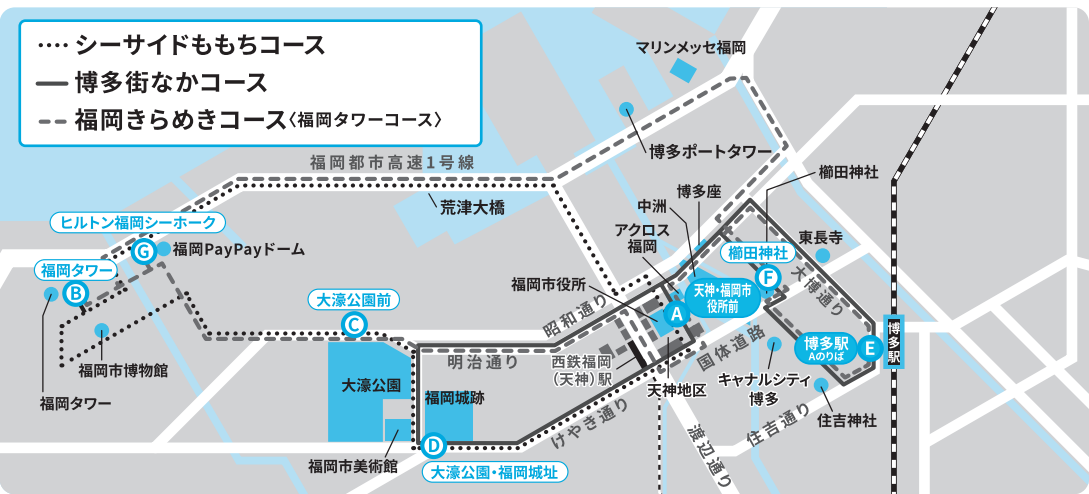 シーサイドももちコース
博多街なかコース
福岡きらめきコース〈福岡タワーコース〉
マリンメッセ福岡
博多ポートタワー
福岡都市高速1号線
荒津大橋
櫛田神社
博多座
中洲
アクロス
福岡
東長寺
ヒルトン福岡シーホーク
G
福岡PayPayドーム
福岡タワー
B
櫛田神社
F
大博通り
福岡市役所
天神・福岡市
役所前
A
大濠公園前
C
昭和通り
国体道路
博多駅
博多駅
Aのりば
E
明治通り
西鉄福岡
(天神)駅
福岡市博物館
大濠公園
福岡城跡
天神地区
キャナルシティ
博多
福岡タワー
けやき通り
住吉通り
住吉神社
渡辺通り
D
福岡市美術館
大濠公園・福岡城址